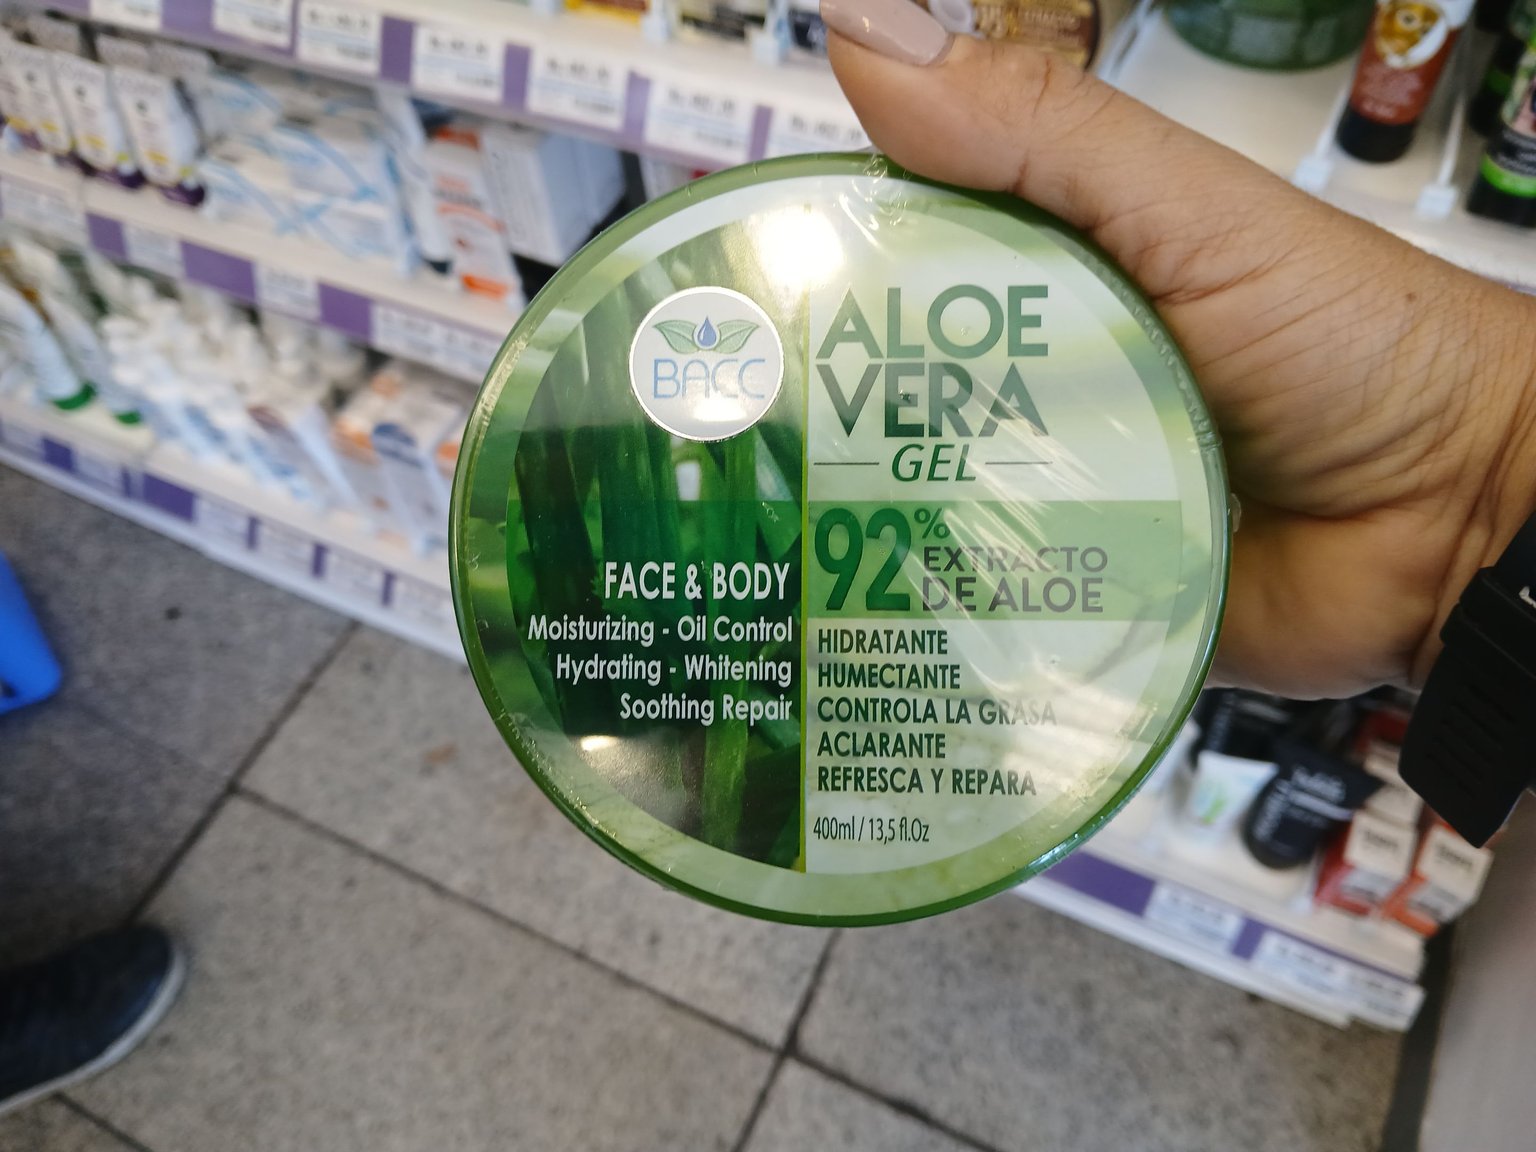 BACC
FACE & BODY
Moisturizing - Oil Control
Hydrating - Whitening
Soothing Repair
ALOE
VERA
GEL
92%
EXTRACTO
DE ALOE
HIDRATANTE
HUMECTANTE
CONTROLA LA GRASA
ACLARANTE
REFRESCA Y REPARA
400ml / 13,5 fl.Oz